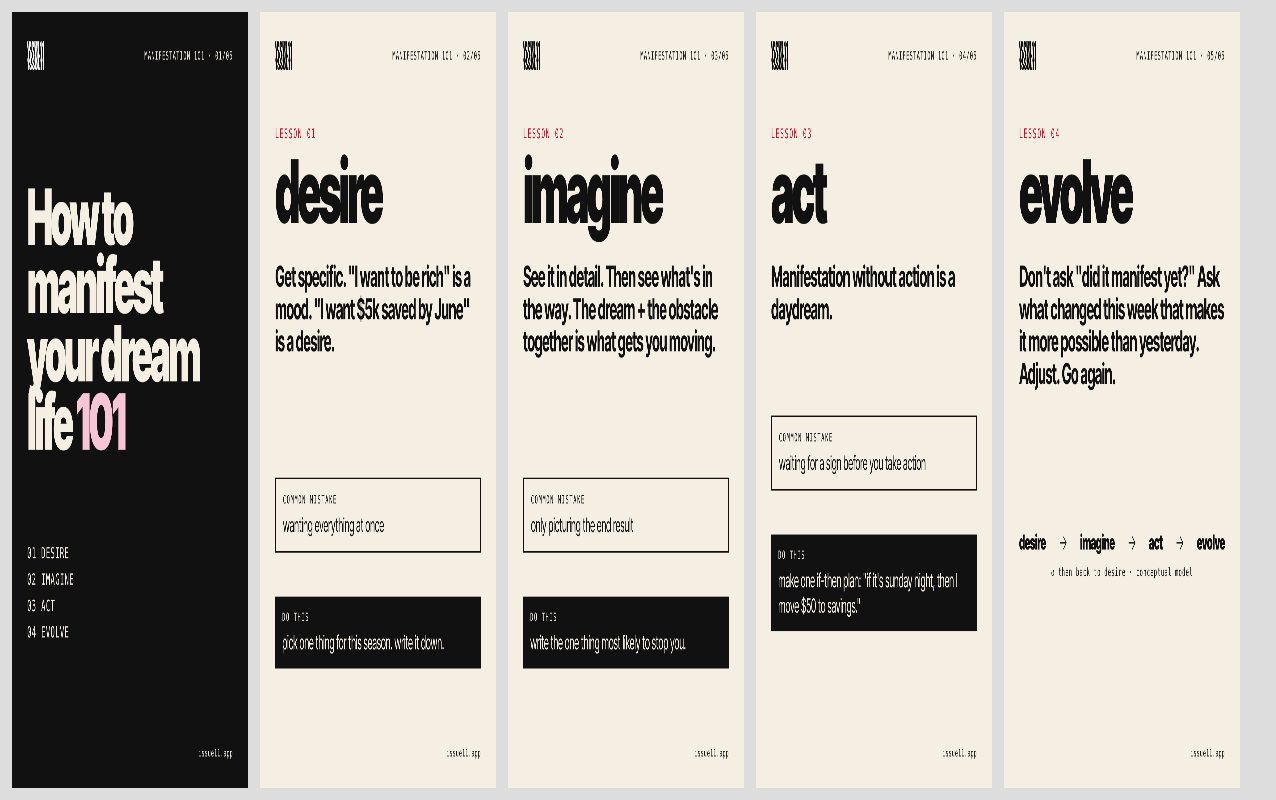 MANIFESTATION 101 · 01/05
How to
manifest
your dream
life 101
01 DESIRE
02 IMAGINE
03 ACT
04 EVOLVE
issue11.app
MANIFESTATION 101 · 02/05
LESSON 01
desire
Get specific. "I want to be rich" is a
mood. "I want $5k saved by June"
is a desire.
COMMON MISTAKE
wanting everything at once
DO THIS
pick one thing for this season. write it down.
issue11.app
MANIFESTATION 101 · 03/05
LESSON 02
imagine
See it in detail. Then see what's in
the way. The dream + the obstacle
together is what gets you moving.
COMMON MISTAKE
only picturing the end result
DO THIS
write the one thing most likely to stop you.
issue11.app
MANIFESTATION 101 · 04/05
LESSON 03
act
Manifestation without action is a
daydream.
COMMON MISTAKE
waiting for a sign before you take action
DO THIS
make one if-then plan: "if it's sunday night, then I
move $50 to savings."
issue11.app
MANIFESTATION 101 · 05/05
LESSON 04
evolve
Don't ask "did it manifest yet?" Ask
what changed this week that makes
it more possible than yesterday.
Adjust. Go again.
desire → imagine → act → evolve
↺ then back to desire · conceptual model
issue11.app